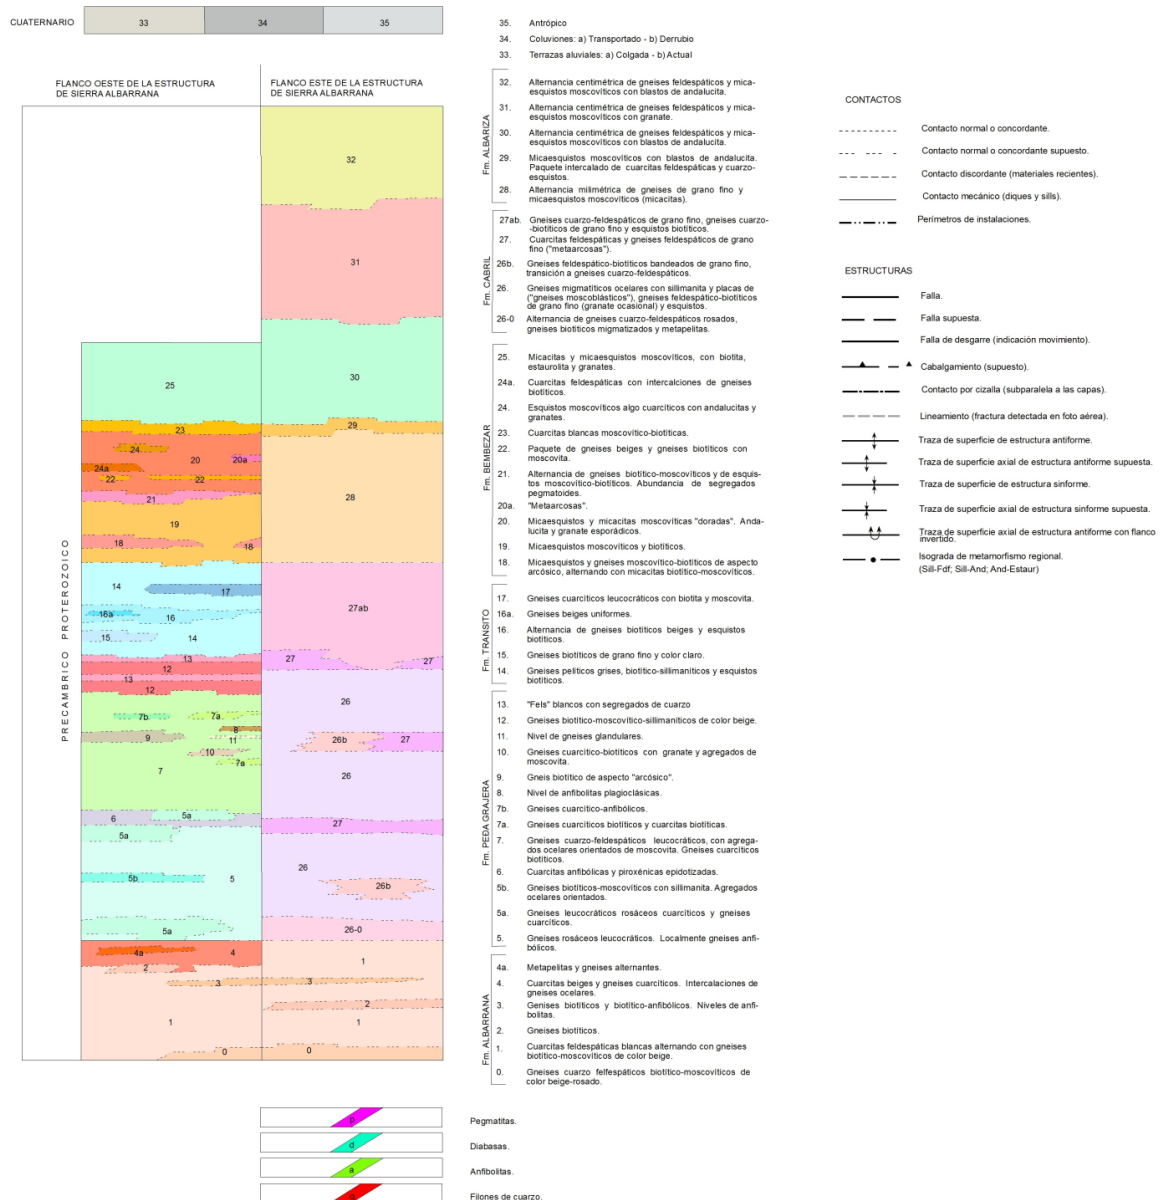 CUATERNARIO
33
34
35
35. Antrópico
34. Coluviones: a) Transportado - b) Derrubio
33. Terrazas aluviales: a) Colgada - b) Actual
FLANCO OESTE DE LA ESTRUCTURA
DE SIERRA ALBARRANA
FLANCO ESTE DE LA ESTRUCTURA
DE SIERRA ALBARRANA
PRECAMBRICO PROTEROZOICO
25
23
24
20
20a
24a
22
22
21
19
18
18
14
17
16a
16
15
14
13
12
13
12
7b
7a
8
9
11
10
7a
7
6
5a
5a
5b
5
5a
4a
4
2
3
1
0
32
31
30
29
28
27ab
27
27
26
26b
27
26
27
26
26b
26-0
1
3
2
1
0
Fm. ALBARIZA
32. Alternancia centimétrica de gneises feldespáticos y mica-
esquistos moscovíticos con blastos de andalucita.
31. Alternancia centimétrica de gneises feldespáticos y mica-
esquistos moscovíticos con granate.
30. Alternancia centimétrica de gneises feldespáticos y mica-
esquistos moscovíticos con blastos de andalucita.
29. Micaesquistos moscovíticos con blastos de andalucita.
Paquete intercalado de cuarcitas feldespáticas y cuarzo-
esquistos.
28. Alternancia milimétrica de gneises de grano fino y
micaesquistos moscovíticos (micacitas).
Fm. CABRIL
27ab. Gneises cuarzo-feldespáticos de grano fino, gneises cuarzo-
-biotíticos de grano fino y esquistos biotíticos.
27. Cuarcitas feldespáticas y gneises feldespáticos de grano
fino ("metaarcosas").
26b. Gneises feldespático-biotíticos bandeados de grano fino,
transición a gneises cuarzo-feldespáticos.
26. Gneises migmatíticos ocelares con sillimanita y placas de
("gneises moscoblásticos"), gneises feldespático-biotíticos
de grano fino (granate ocasional) y esquistos.
26-0 Alternancia de gneises cuarzo-feldespáticos rosados,
gneises biotíticos migmatizados y metapelitas.
Fm. BEMBEZAR
25. Micacitas y micaesquistos moscovíticos, con biotita,
estaurolita y granates.
24a. Cuarcitas feldespáticas con intercalciones de gneises
biotíticos.
24. Esquistos moscovíticos algo cuarcíticos con andalucitas y
granates.
23. Cuarcitas blancas moscovítico-biotíticas.
22. Paquete de gneises beiges y gneises biotíticos con
moscovita.
21. Alternancia de gneises biotítico-moscovíticos y de esquis-
tos moscovítico-biotíticos. Abundancia de segregados
pegmatoides.
20a. "Metaarcosas".
20. Micaesquistos y micacitas moscovíticas "doradas". Anda-
lucita y granate esporádicos.
19. Micaesquistos moscovíticos y biotíticos.
18. Micaesquistos y gneises moscovítico-biotíticos de aspecto
arcósico, alternando con micacitas biotítico-moscovíticos.
Fm. TRANSITO
17. Gneises cuarcíticos leucocráticos con biotita y moscovita.
16a. Gneises beiges uniformes.
16. Alternancia de gneises biotíticos beiges y esquistos
biotíticos.
15. Gneises biotíticos de grano fino y color claro.
14. Gneises pelíticos grises, biotítico-sillimaníticos y esquistos
biotíticos.
Fm. PEÐA GRAJERA
13. "Fels" blancos con segregados de cuarzo
12. Gneises biotítico-moscovítico-sillimaníticos de color beige.
11. Nivel de gneises glandulares.
10. Gneises cuarcítico-biotíticos con granate y agregados de
moscovita.
9. Gneis biotítico de aspecto "arcósico".
8. Nivel de anfibolitas plagioclásicas.
7b. Gneises cuarcítico-anfibólicos.
7a. Gneises cuarcíticos biotíticos y cuarcitas biotíticas.
7. Gneises cuarzo-feldespáticos leucocráticos, con agrega-
dos ocelares orientados de moscovita. Gneises cuarcíticos
biotíticos.
6. Cuarcitas anfibólicas y piroxénicas epidotizadas.
5b. Gneises biotíticos-moscovíticos con sillimanita. Agregados
ocelares orientados.
5a. Gneises leucocráticos rosáceos cuarcíticos y gneises
cuarcíticos.
5. Gneises rosáceos leucocráticos. Localmente gneises anfi-
bólicos.
Fm. ALBARRANA
4a. Metapelitas y gneises alternantes.
4. Cuarcitas beiges y gneises cuarcíticos. Intercalaciones de
gneises ocelares.
3. Genises biotíticos y biotítico-anfibólicos. Niveles de anfi-
bolitas.
2. Gneises biotíticos.
1. Cuarcitas feldespáticas blancas alternando con gneises
biotítico-moscovíticos de color beige.
0. Gneises cuarzo felfespáticos biotítico-moscovíticos de
color beige-rosado.
CONTACTOS
Contacto normal o concordante.
Contacto normal o concordante supuesto.
Contacto discordante (materiales recientes).
Contacto mecánico (diques y sills).
Perímetros de instalaciones.
ESTRUCTURAS
Falla.
Falla supuesta.
Falla de desgarre (indicación movimiento).
Cabalgamiento (supuesto).
Contacto por cizalla (subparalela a las capas).
Lineamiento (fractura detectada en foto aérea).
Traza de superficie de estructura antiforme.
Traza de superficie axial de estructura antiforme supuesta.
Traza de superficie de estructura sinforme.
Traza de superficie axial de estructura sinforme supuesta.
Traza de superficie axial de estructura antiforme con flanco
invertido.
Isograda de metamorfismo regional.
(Sill-Fdf; Sill-And; And-Estaur)
p
Pegmatitas.
d
Diabasas.
a
Anfibolitas.
q
Filones de cuarzo.